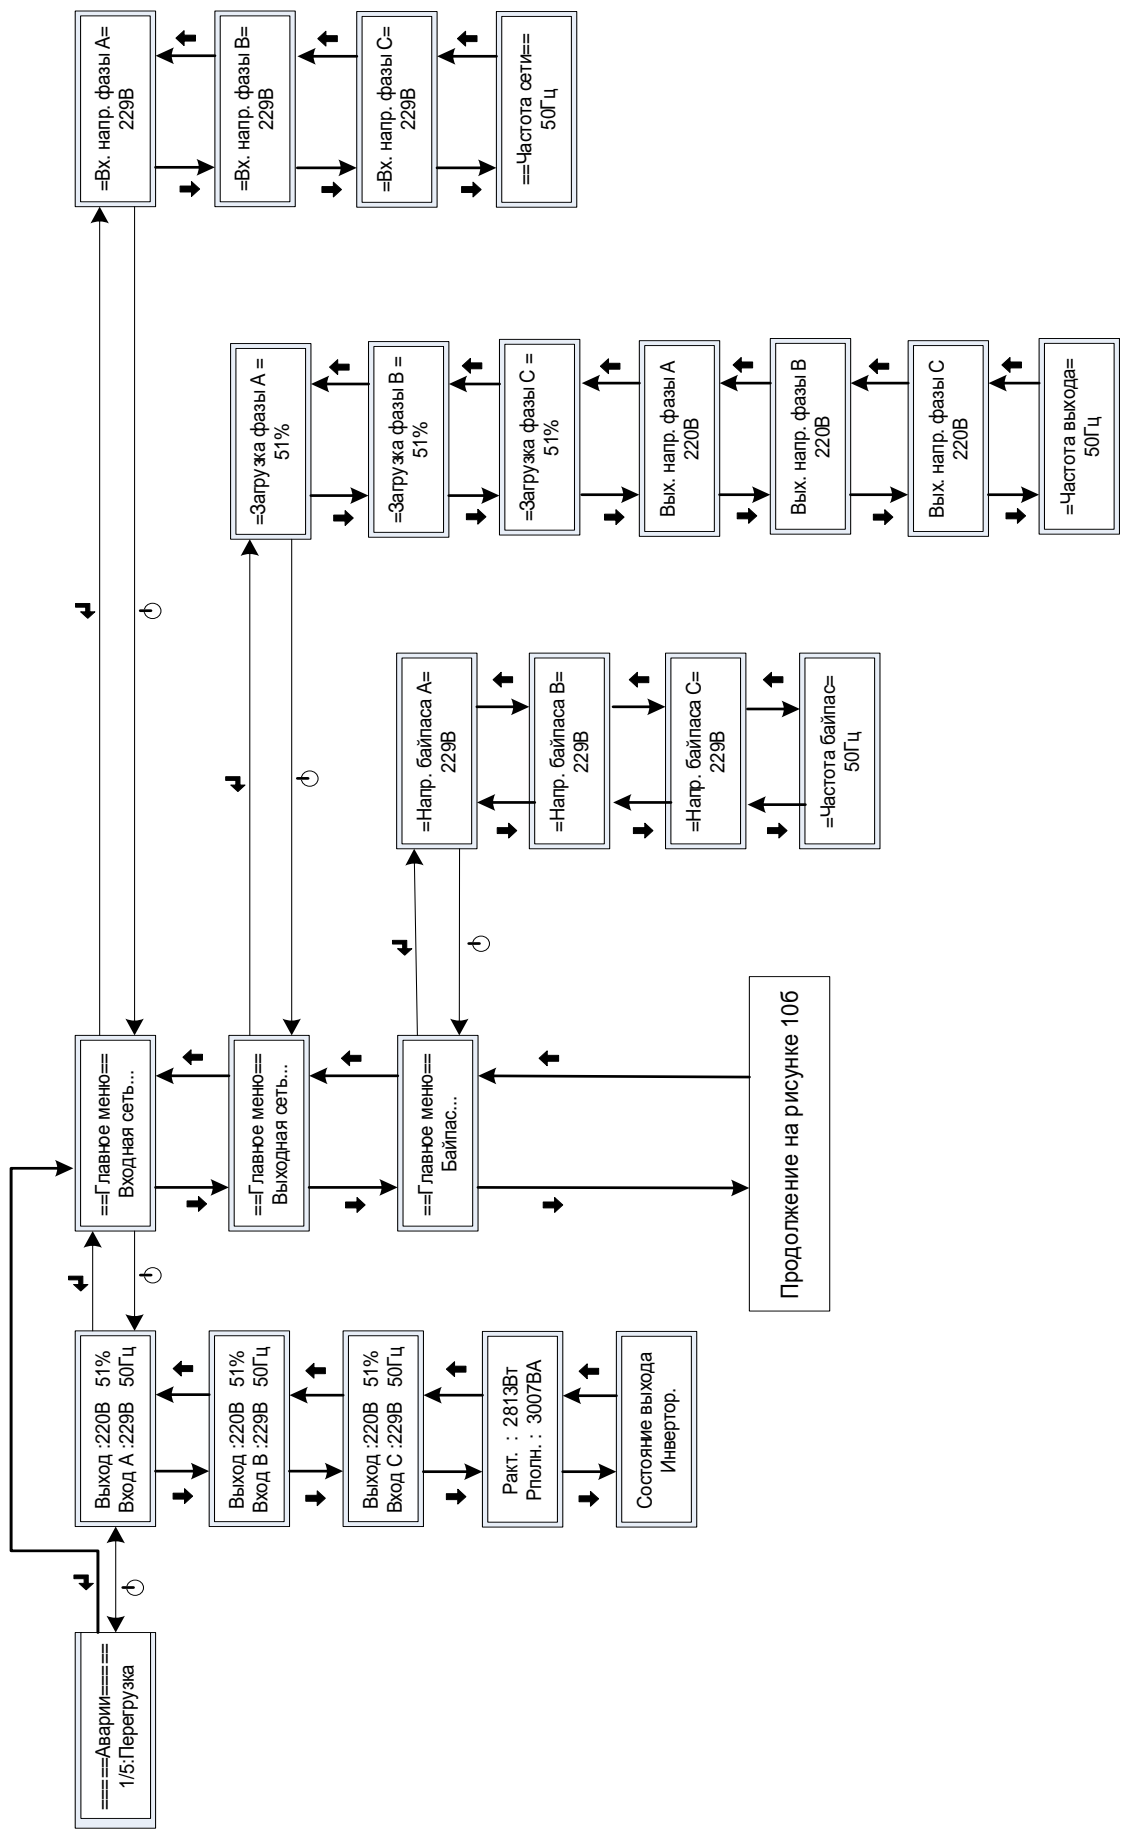 =====Аварии=====
1/5:Перегрузка
Выход :220В 51%
Вход А :229В 50Гц
Выход :220В 51%
Вход В :229В 50Гц
Выход :220В 51%
Вход С :229В 50Гц
Ракт. : 2813Вт
Рполн. : 3007ВА
Состояние выхода
Инвертор.
==Главное меню==
Входная сеть...
==Главное меню==
Выходная сеть...
==Главное меню==
Байпас...
Продолжение на рисунке 10б
=Напр. байпаса А=
229В
=Напр. байпаса В=
229В
=Напр. байпаса С=
229В
=Частота байпас=
50Гц
=Загрузка фазы А =
51%
=Загрузка фазы В =
51%
=Загрузка фазы С =
51%
Вых. напр. фазы А
220В
Вых. напр. фазы В
220В
Вых. напр. фазы С
220В
=Частота выхода=
50Гц
=Вх. напр. фазы А=
229В
=Вх. напр. фазы В=
229В
=Вх. напр. фазы С=
229В
==Частота сети==
50Гц